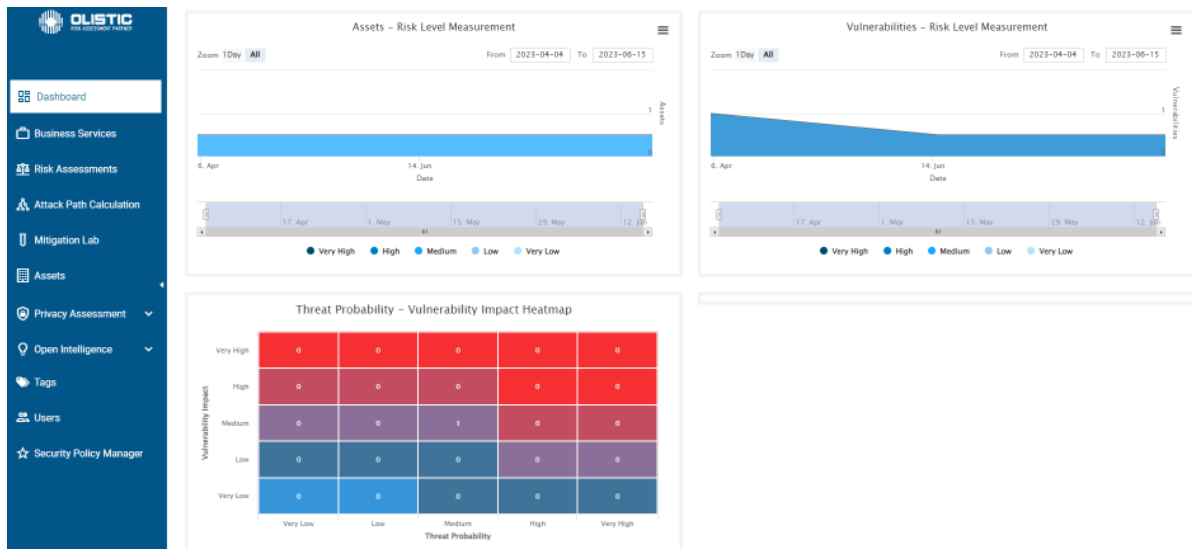 OLISTIC
RISK ASSESSMENT PARTNER
Dashboard
Business Services
Risk Assessments
Attack Path Calculation
Mitigation Lab
Assets
Privacy Assessment
Open Intelligence
Tags
Users
Security Policy Manager
Assets – Risk Level Measurement
Zoom 1Day All From 2023-04-04 To 2023-06-15
1
Assets
0
6. Apr 14. Jun
Date
17. Apr 1. May 15. May 29. May 12. Jun
Very High High Medium Low Very Low
Vulnerabilities – Risk Level Measurement
Zoom 1Day All From 2023-04-04 To 2023-06-15
1
Vulnerabilities
0
6. Apr 14. Jun
Date
17. Apr 1. May 15. May 29. May 12. Jun
Very High High Medium Low Very Low
Threat Probability – Vulnerability Impact Heatmap
Vulnerability Impact
Very High 0 0 0 0 0
High 0 0 0 0 0
Medium 0 0 1 0 0
Low 0 0 0 0 0
Very Low 0 0 0 0 0
Very Low Low Medium High Very High
Threat Probability